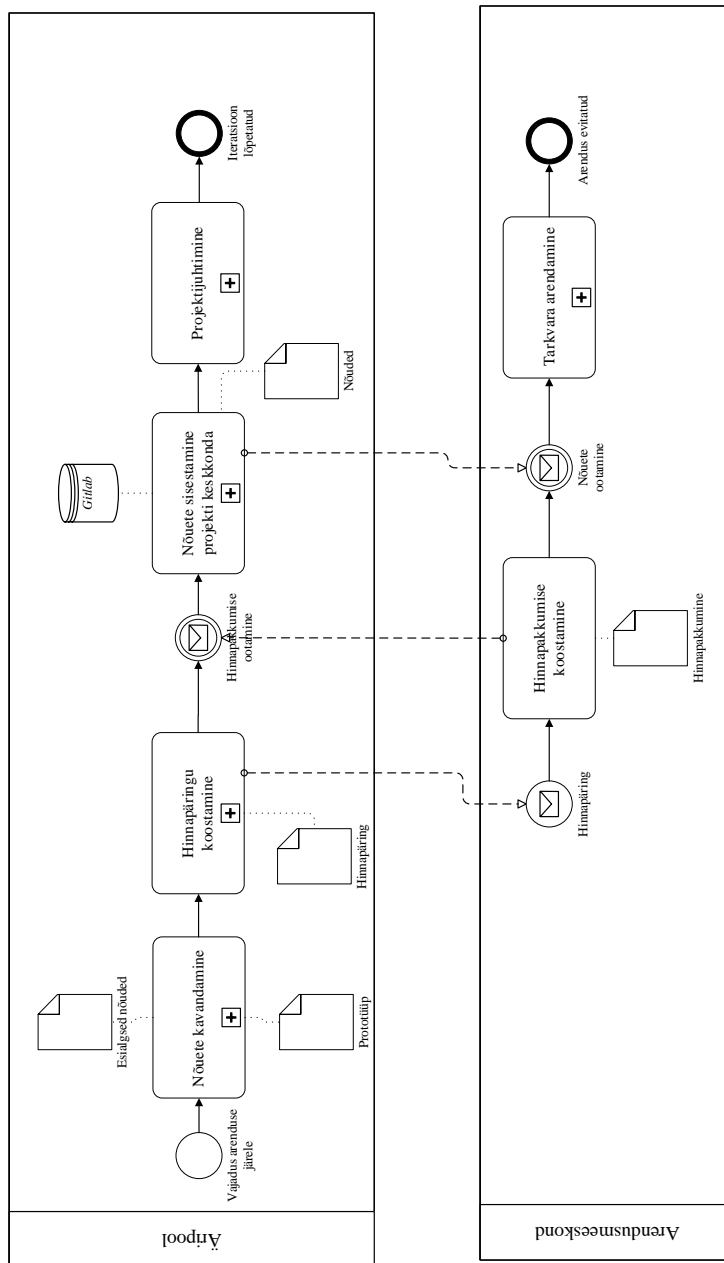 Äripool
Vajadus arenduse
järele
Esialgsed nõuded
Nõuete kavandamine
Prototüüp
Hinnapäringu
koostamine
Hinnapäring
Hinnapakkumise
ootamine
Gitlab
Nõuete sisestamine
projekti keskkonda
Nõuded
Projektijuhtimine
Iteratsioon
lõpetatud
Arendusmeeskond
Hinnapäring
Hinnapakkumise
koostamine
Hinnapakkumine
Nõuete
ootamine
Tarkvara arendamine
Arendus evitatud